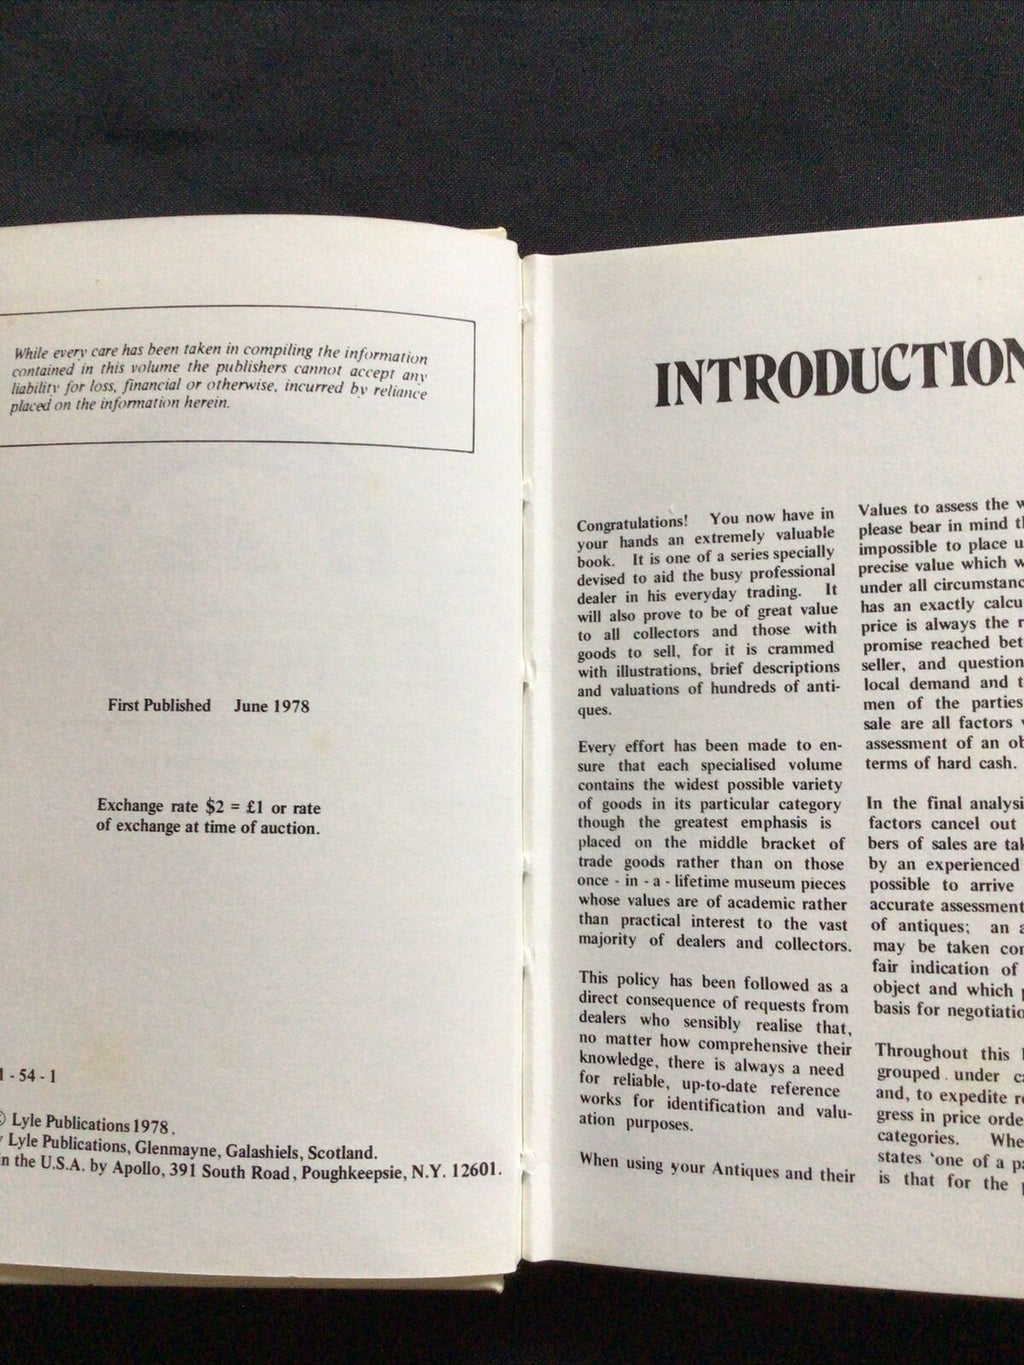 While every care has been taken in compiling the information
contained in this volume the publishers cannot accept any
liability for loss, financial or otherwise, incurred by reliance
placed on the information herein.
First Published June 1978
Exchange rate $2 = £1 or rate
of exchange at time of auction.
- 54 - 1
© Lyle Publications 1978.
Lyle Publications, Glenmayne, Galashiels, Scotland.
the U.S.A. by Apollo, 391 South Road, Poughkeepsie, N.Y. 12601.
INTRODUCTION
Congratulations! You now have in
your hands an extremely valuable
book. It is one of a series specially
devised to aid the busy professional
dealer in his everyday trading. It
will also prove to be of great value
to all collectors and those with
goods to sell, for it is crammed
with illustrations, brief descriptions
and valuations of hundreds of anti-
ques.
Every effort has been made to en-
sure that each specialised volume
contains the widest possible variety
of goods in its particular category
though the greatest emphasis is
placed on the middle bracket of
trade goods rather than on those
once - in - a - lifetime museum pieces
whose values are of academic rather
than practical interest to the vast
majority of dealers and collectors.
This policy has been followed as a
direct consequence of requests from
dealers who sensibly realise that,
no matter how comprehensive their
knowledge, there is always a need
for reliable, up-to-date reference
works for identification and valu-
ation purposes.
When using your Antiques and their
Values to assess the
please bear in mind
impossible to place
precise value which
under all
has an exactly
price is always the
promise reached
seller, and
local demand and
men of the parties
sale are all factors
assessment of an
terms of hard cash.
In the final
factors cancel out
bers of sales are
by an experienced
possible to arrive
accurate assessment
of antiques; an
may be taken
fair indication of
object and which
basis for
Throughout this
grouped under
and, to expedite
gress in price
categories.
states 'one of a
is that for the